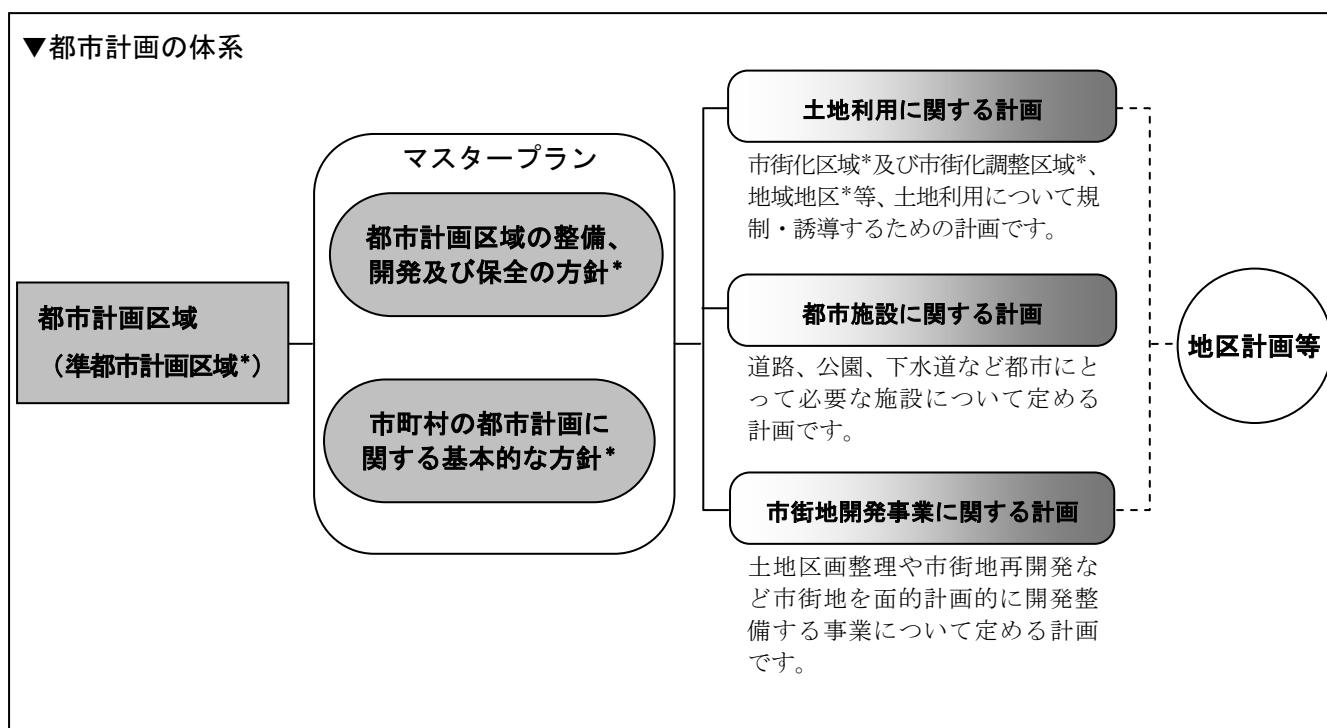 ▼都市計画の体系
都市計画区域
（準都市計画区域*）
マスタープラン
都市計画区域の整備、
開発及び保全の方針*
市町村の都市計画に
関する基本的な方針*
土地利用に関する計画
市街化区域*及び市街化調整区域*、
地域地区*等、土地利用について規
制・誘導するための計画です。
都市施設に関する計画
道路、公園、下水道など都市にと
って必要な施設について定める
計画です。
市街地開発事業に関する計画
土地区画整理や市街地再開発な
ど市街地を面的計画的に開発整
備する事業について定める計画
です。
地区計画等